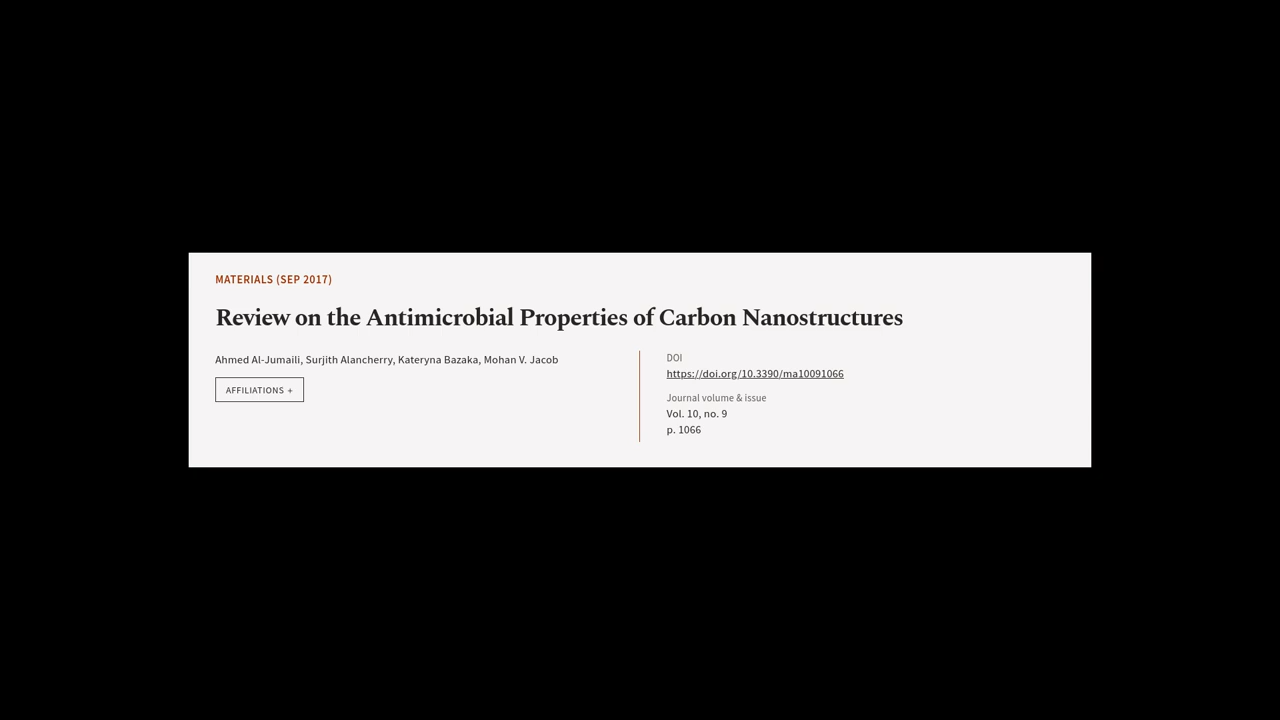 MATERIALS (SEP 2017)
Review on the Antimicrobial Properties of Carbon Nanostructures
Ahmed Al-Jumaili, Surjith Alancherry, Kateryna Bazaka, Mohan V. Jacob
AFFILIATIONS +
DOI
https://doi.org/10.3390/ma10091066
Journal volume & issue
Vol. 10, no. 9
p. 1066